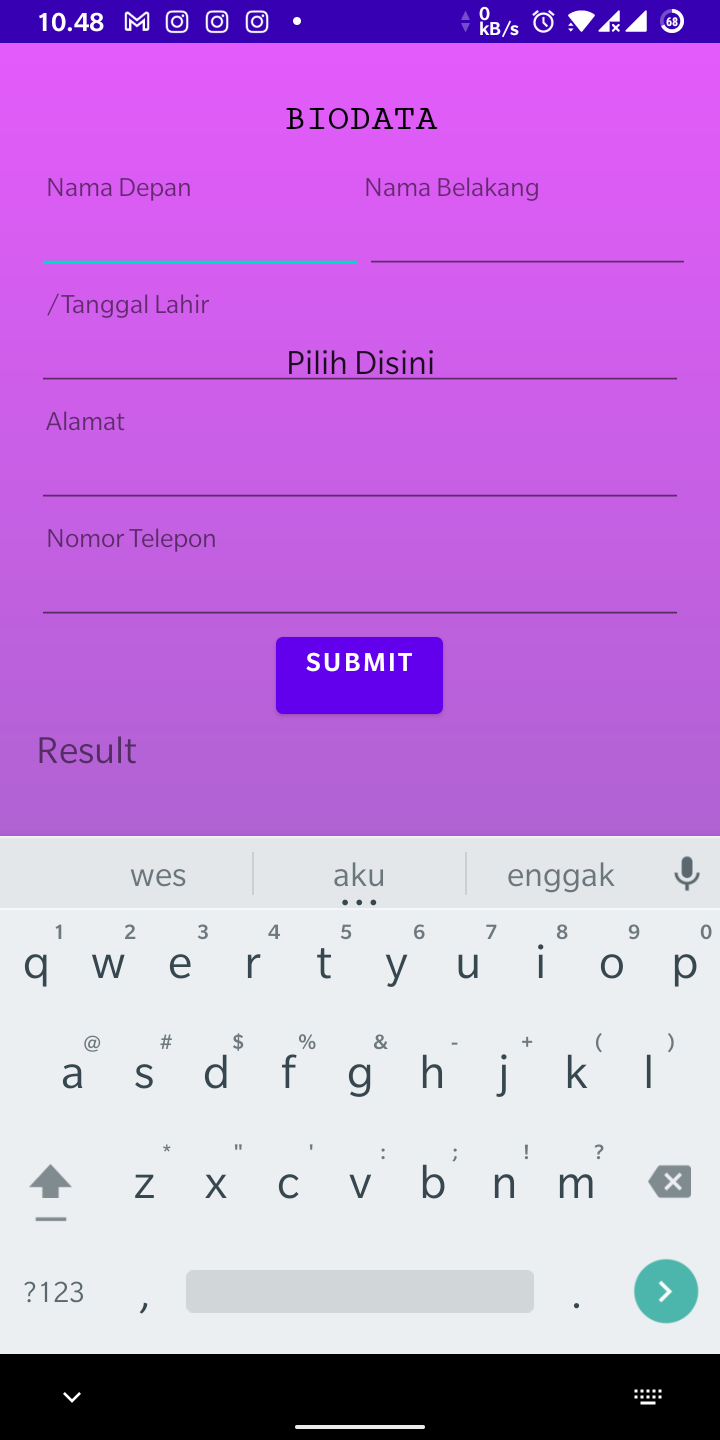 10.48 0 kB/s 68
BIODATA
Nama Depan Nama Belakang
/Tanggal Lahir
Pilih Disini
Alamat
Nomor Telepon
SUBMIT
Result
wes aku enggak
1 2 3 4 5 6 7 8 9 0
q w e r t y u i o p
@ # $ % & - + ( )
a s d f g h j k l
* " ' : ; ! ?
z x c v b n m
?123 , .